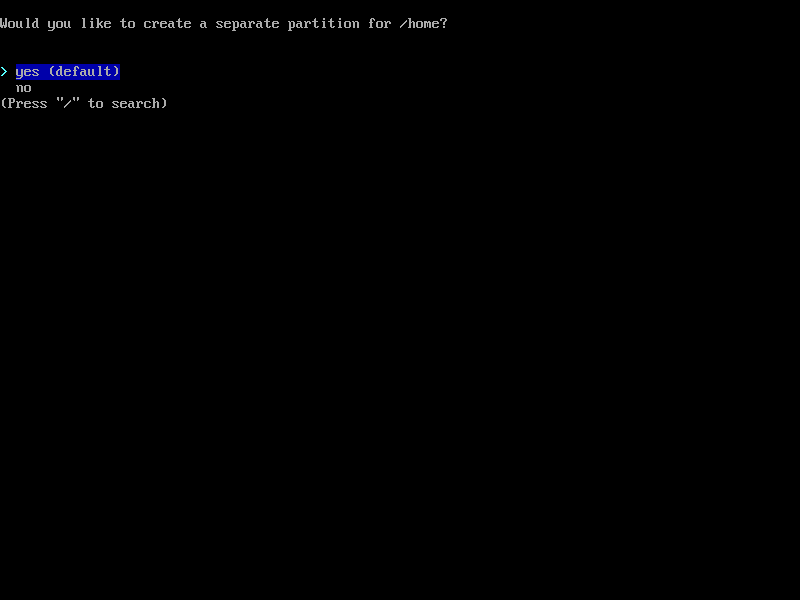 Would you like to create a separate partition for /home?
> yes (default)
no
(Press "/" to search)